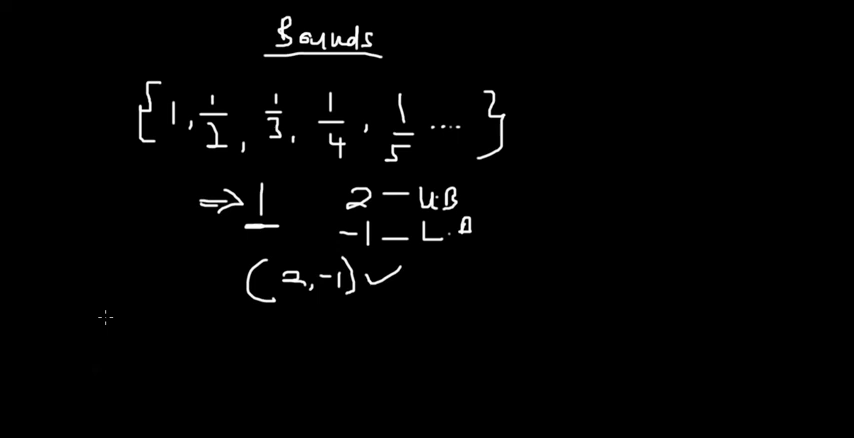 Bounds
{1, 1/2, 1/3, 1/4, 1/5 ....}
⇒ 1 2 — U.B
-1 — L.B
(2, -1) ✓